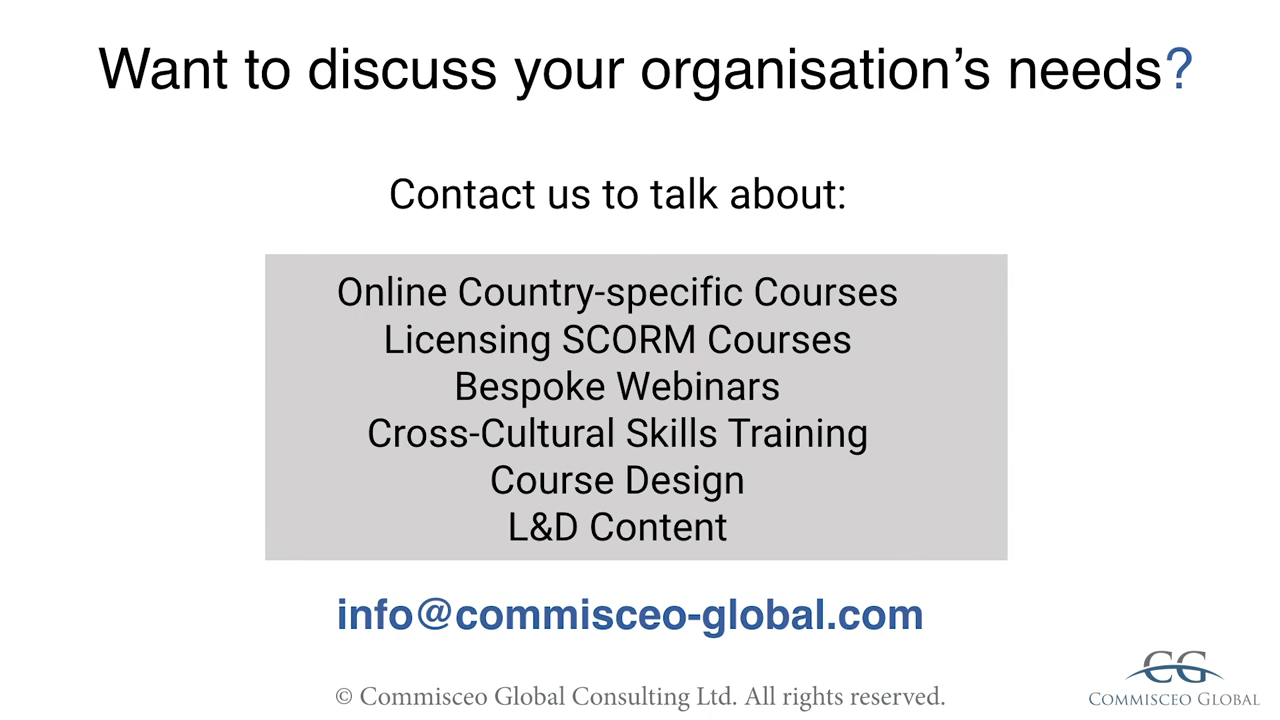 Want to discuss your organisation’s needs?
Contact us to talk about:
Online Country-specific Courses
Licensing SCORM Courses
Bespoke Webinars
Cross-Cultural Skills Training
Course Design
L&D Content
info@commisceo-global.com
© Commisceo Global Consulting Ltd. All rights reserved.
CG
COMMISCEO GLOBAL